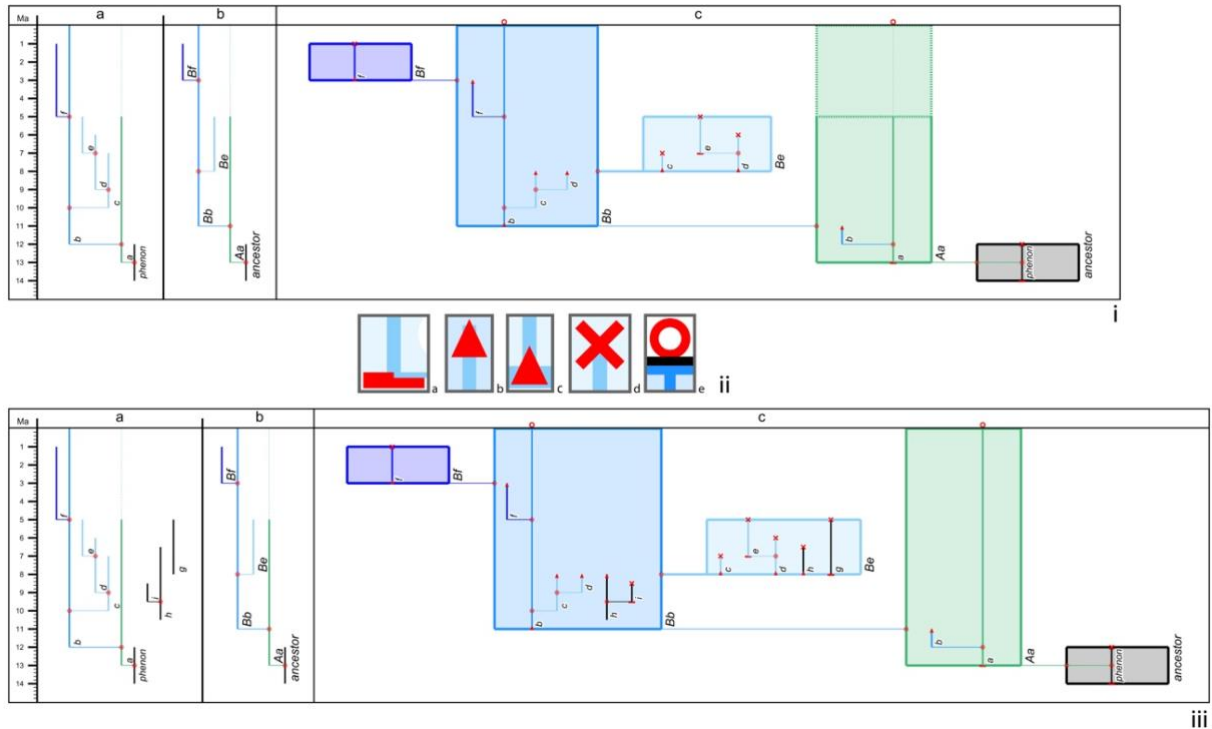 Ma a b c
1
2
3
4
5
6
7
8
9
10
11
12
13
14
f
e
d
c
b
a
phenon
Bf
Be
Bb
Aa
ancestor
f
Bf
f
c
d
b
Bb
c
e
d
Be
b
a
Aa
phenon
ancestor
i
a b c d e ii
Ma a b c
1
2
3
4
5
6
7
8
9
10
11
12
13
14
f
e
d
c
b
a
phenon
g
i
h
Bf
Be
Bb
Aa
ancestor
f
Bf
f
c
d
h
i
b
Bb
c
e
d
h
g
Be
b
a
Aa
phenon
ancestor
iii